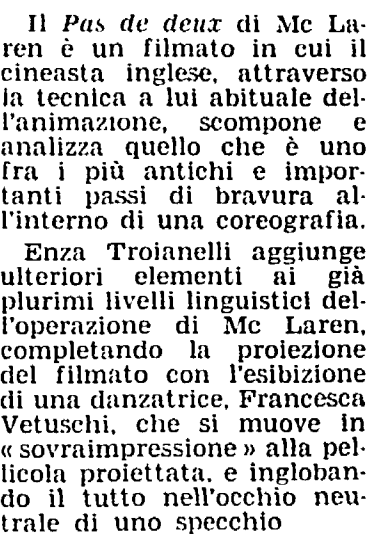 Il Pas de deux di Mc La-
ren è un filmato in cui il
cineasta inglese, attraverso
la tecnica a lui abituale del-
l'animazione, scompone e
analizza quello che è uno
fra i più antichi e impor-
tanti passi di bravura al-
l'interno di una coreografia.
Enza Troianelli aggiunge
ulteriori elementi ai già
plurimi livelli linguistici del-
l'operazione di Mc Laren,
completando la proiezione
del filmato con l'esibizione
di una danzatrice, Francesca
Vetuschi, che si muove in
« sovraimpressione » alla pel-
licola proiettata. e ingloban-
do il tutto nell'occhio neu-
trale di uno specchio